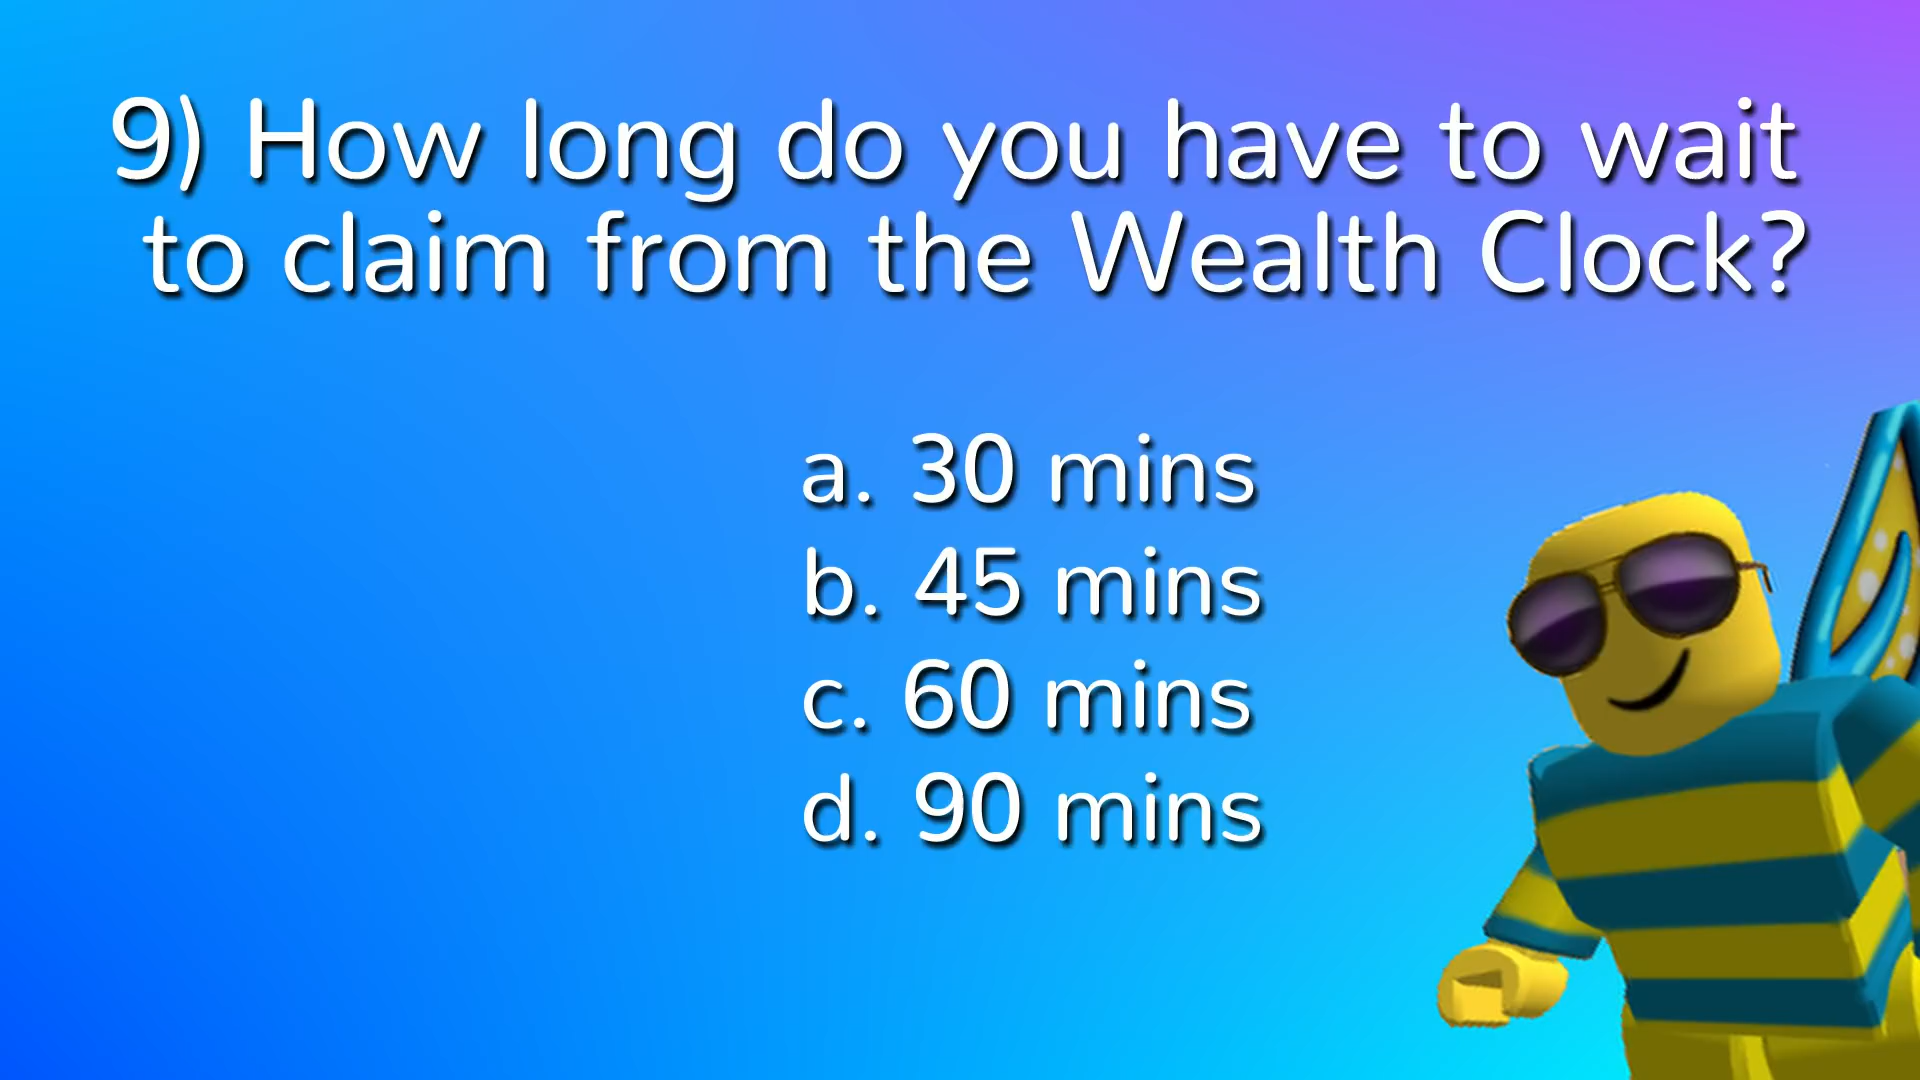 9) How long do you have to wait
to claim from the Wealth Clock?
a. 30 mins
b. 45 mins
c. 60 mins
d. 90 mins